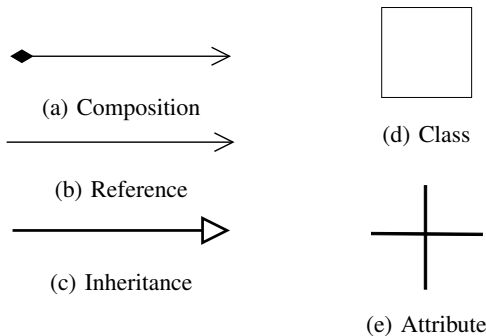 (a) Composition
(b) Reference
(c) Inheritance
(d) Class
(e) Attribute